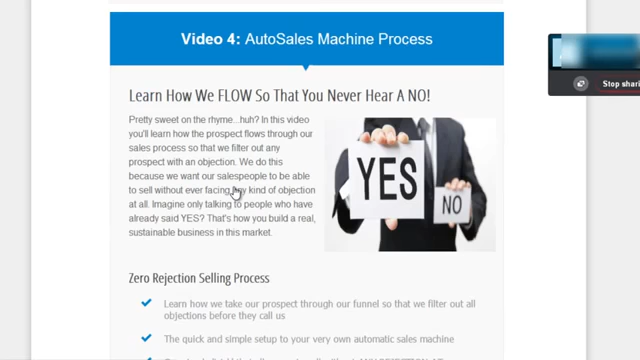 Video 4: AutoSales Machine Process
Learn How We FLOW So That You Never Hear A NO!
Pretty sweet on the rhyme...huh? In this video
you'll learn how the prospect flows through our
sales process so that we filter out any
prospect with an objection. We do this
because we want our salespeople to be able
to sell without ever facing any kind of objection
at all. Imagine only talking to people who have
already said YES? That's how you build a real,
sustainable business in this market.
YES
NO
Stop shari
Zero Rejection Selling Process
Learn how we take our prospect through our funnel so that we filter out all
objections before they call us
The quick and simple setup to your very own automatic sales machine